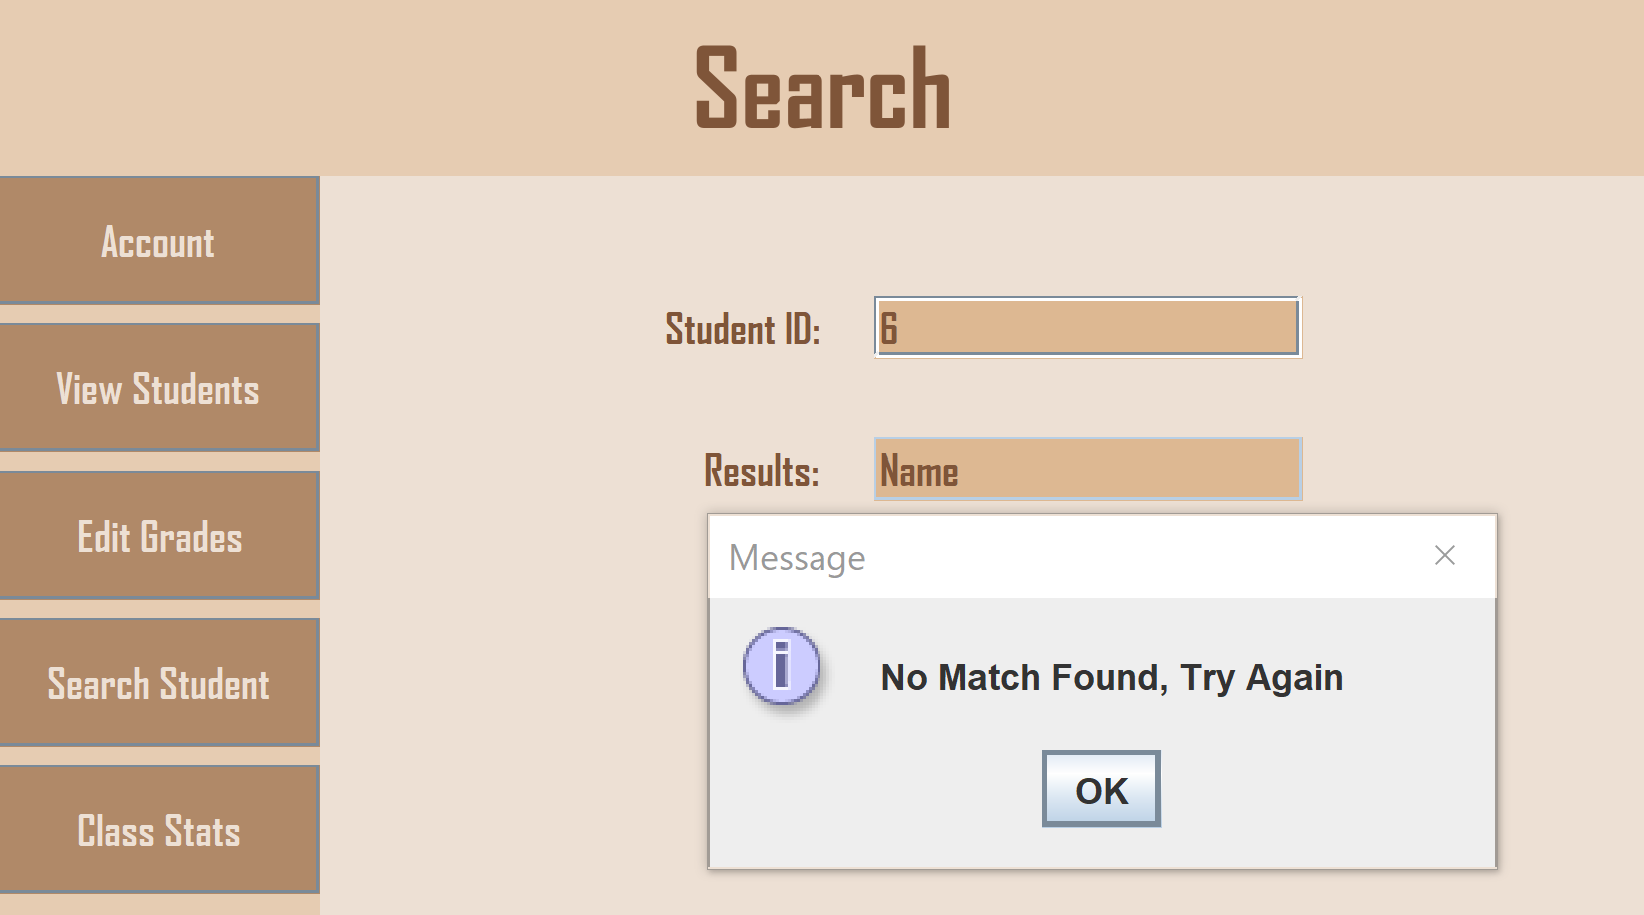 Search
Account
View Students
Edit Grades
Search Student
Class Stats
Student ID: 6
Results: Name
Message
No Match Found, Try Again
OK